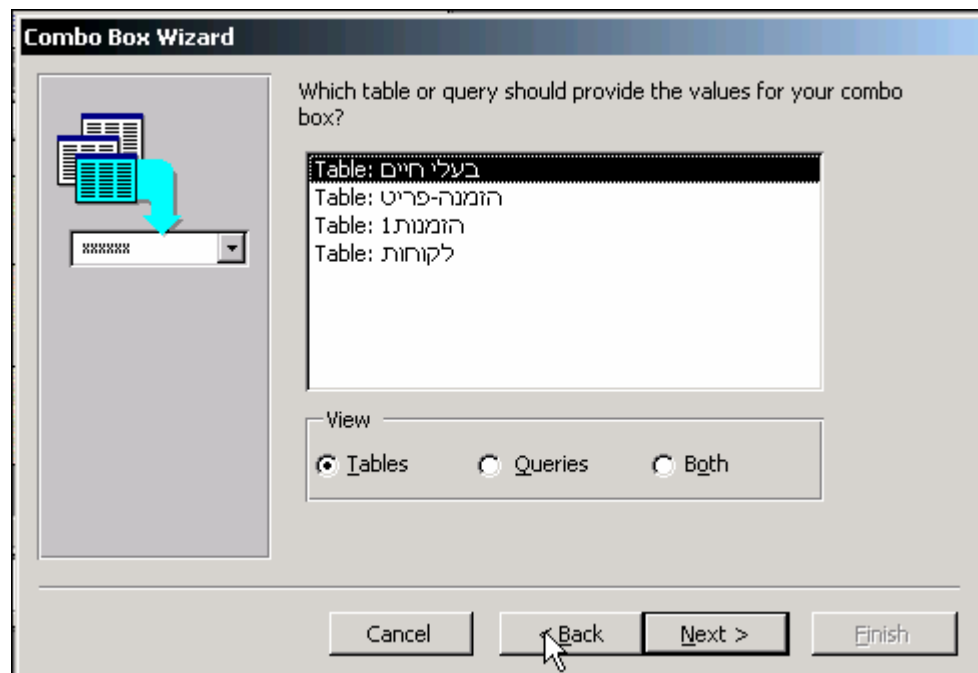 Combo Box Wizard
Which table or query should provide the values for your combo
box?
Table: בעלי חיים
Table: הזמנה-פריט
Table: הזמנות1
Table: לקוחות
xxxxxx
View
Tables
Queries
Both
Cancel
< Back
Next >
Finish